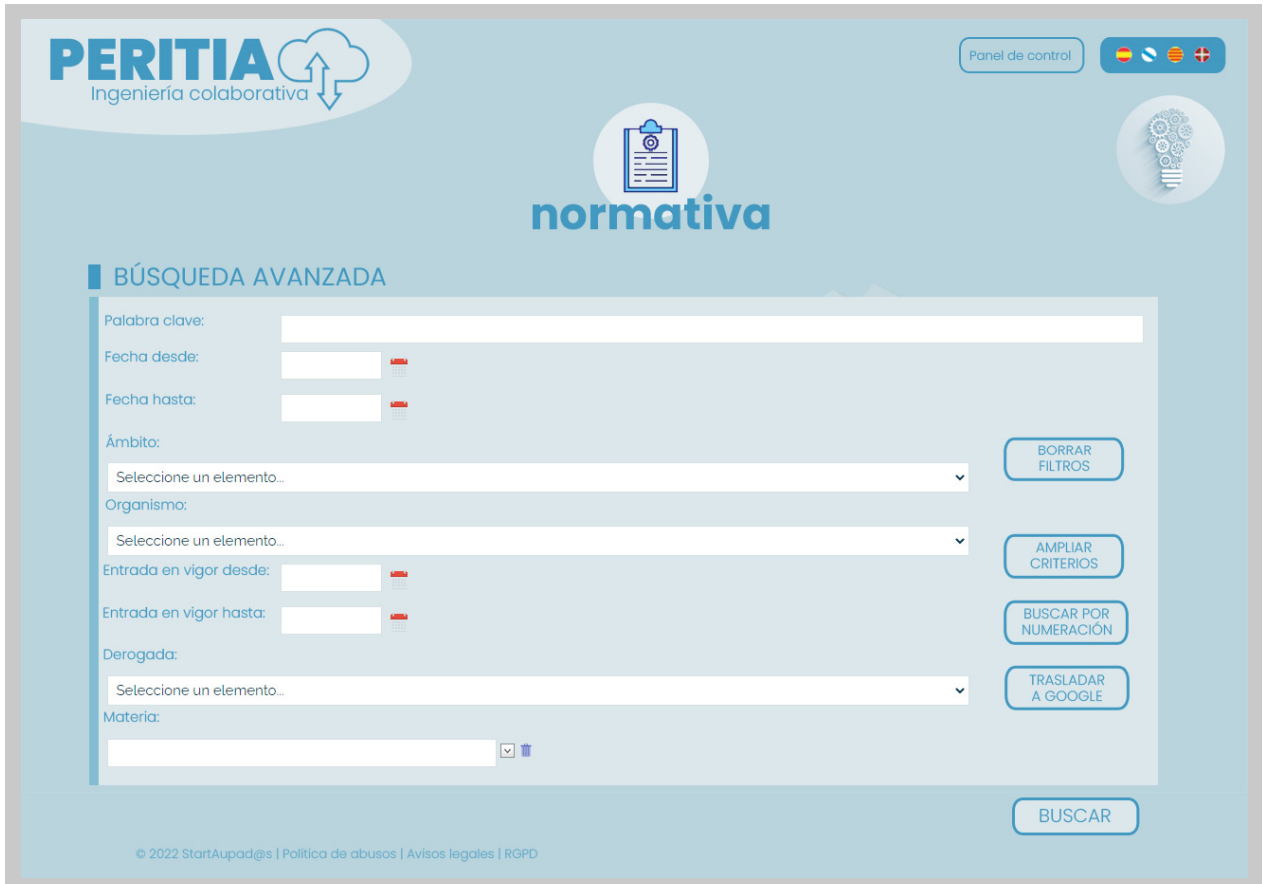 PERITIA
Ingeniería colaborativa
Panel de control
normativa
BÚSQUEDA AVANZADA
Palabra clave:
Fecha desde:
Fecha hasta:
Ámbito:
Seleccione un elemento...
BORRAR
FILTROS
Organismo:
Seleccione un elemento...
AMPLIAR
CRITERIOS
Entrada en vigor desde:
Entrada en vigor hasta:
BUSCAR POR
NUMERACIÓN
Derogada:
Seleccione un elemento...
TRASLADAR
A GOOGLE
Materia:
BUSCAR
© 2022 StartAupad@s | Política de abusos | Avisos legales | RGPD